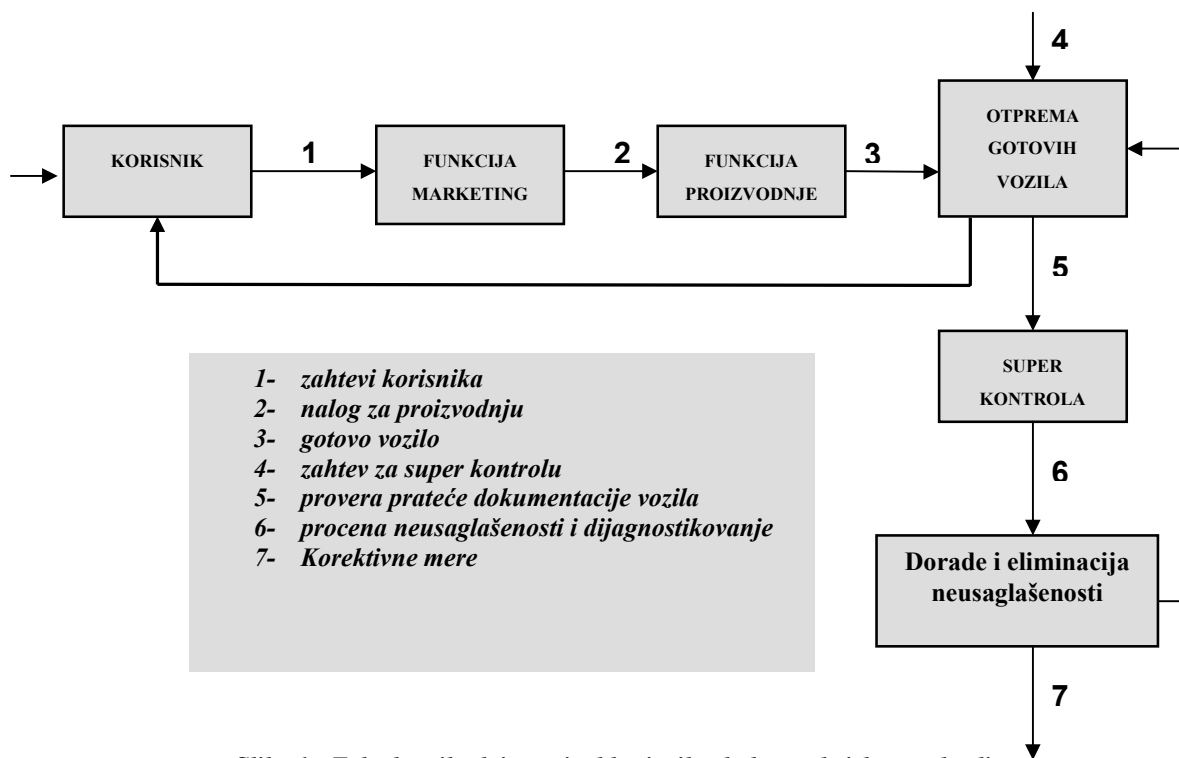 4
KORISNIK
1
FUNKCIJA
MARKETING
2
FUNKCIJA
PROIZVODNJE
3
OTPREMA
GOTOVIH
VOZILA
5
SUPER
KONTROLA
6
Dorade i eliminacija
neusaglašenosti
7
1- zahtevi korisnika
2- nalog za proizvodnju
3- gotovo vozilo
4- zahtev za super kontrolu
5- provera prateće dokumentacije vozila
6- procena neusaglašenosti i dijagnostikovanje
7- Korektivne mere